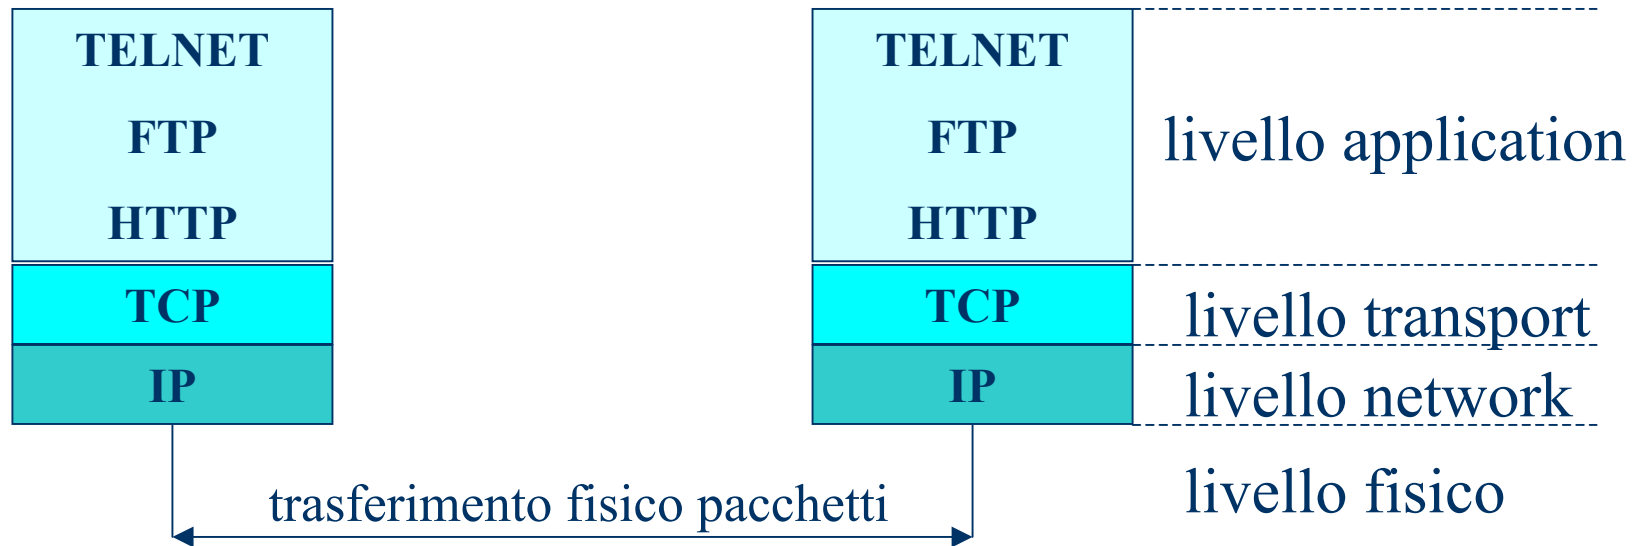 TELNET
FTP
HTTP
TCP
IP
TELNET
FTP
HTTP
TCP
IP
livello application
livello transport
livello network
livello fisico
trasferimento fisico pacchetti